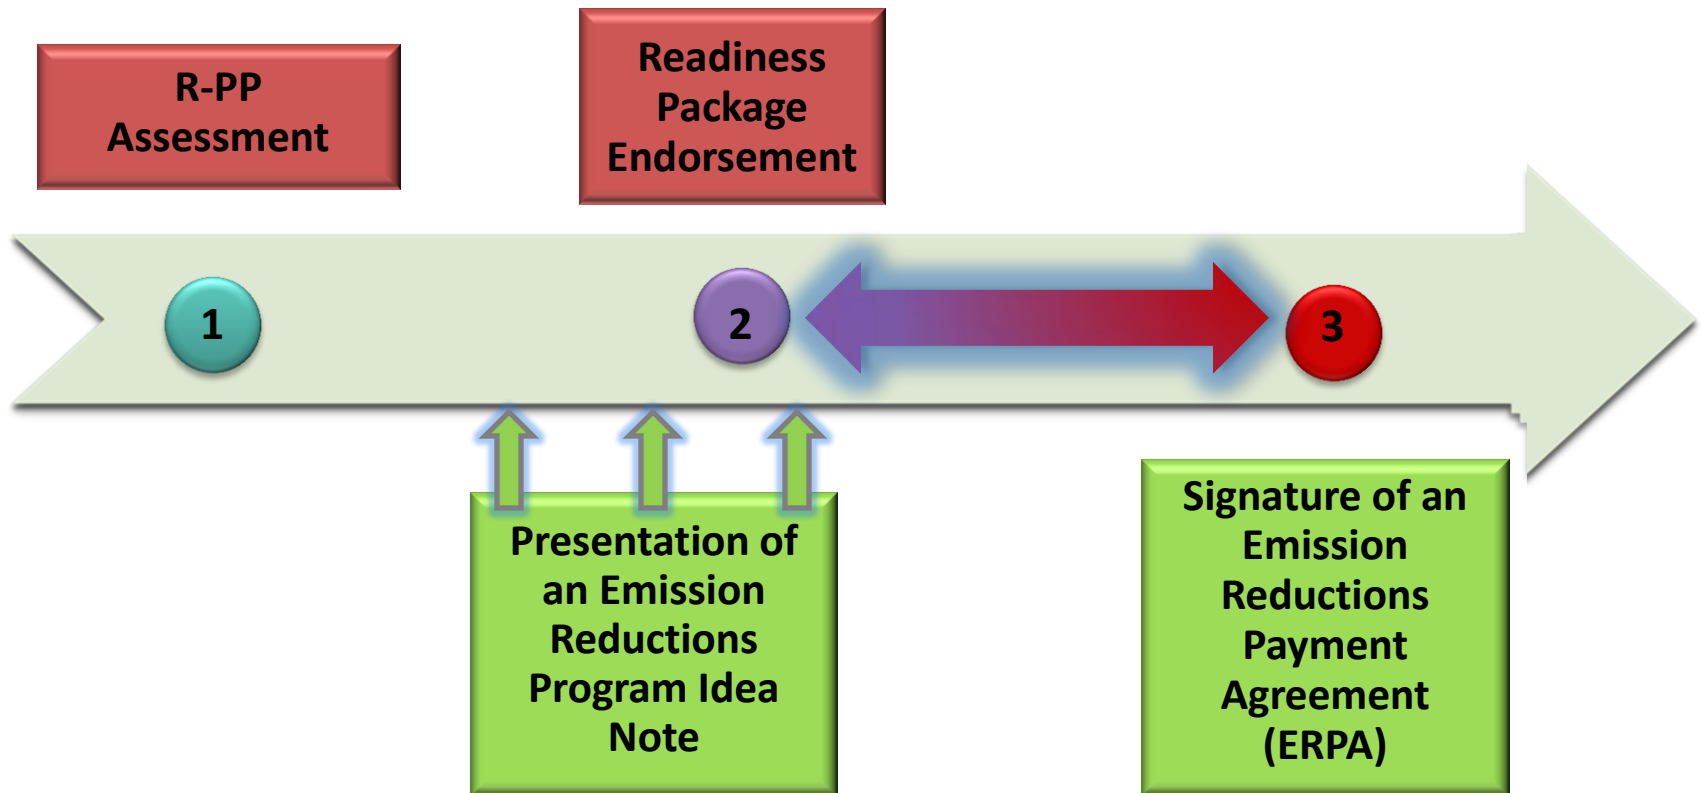 R-PP
Assessment
Readiness
Package
Endorsement
1
2
3
Presentation of
an Emission
Reductions
Program Idea
Note
Signature of an
Emission
Reductions
Payment
Agreement
(ERPA)